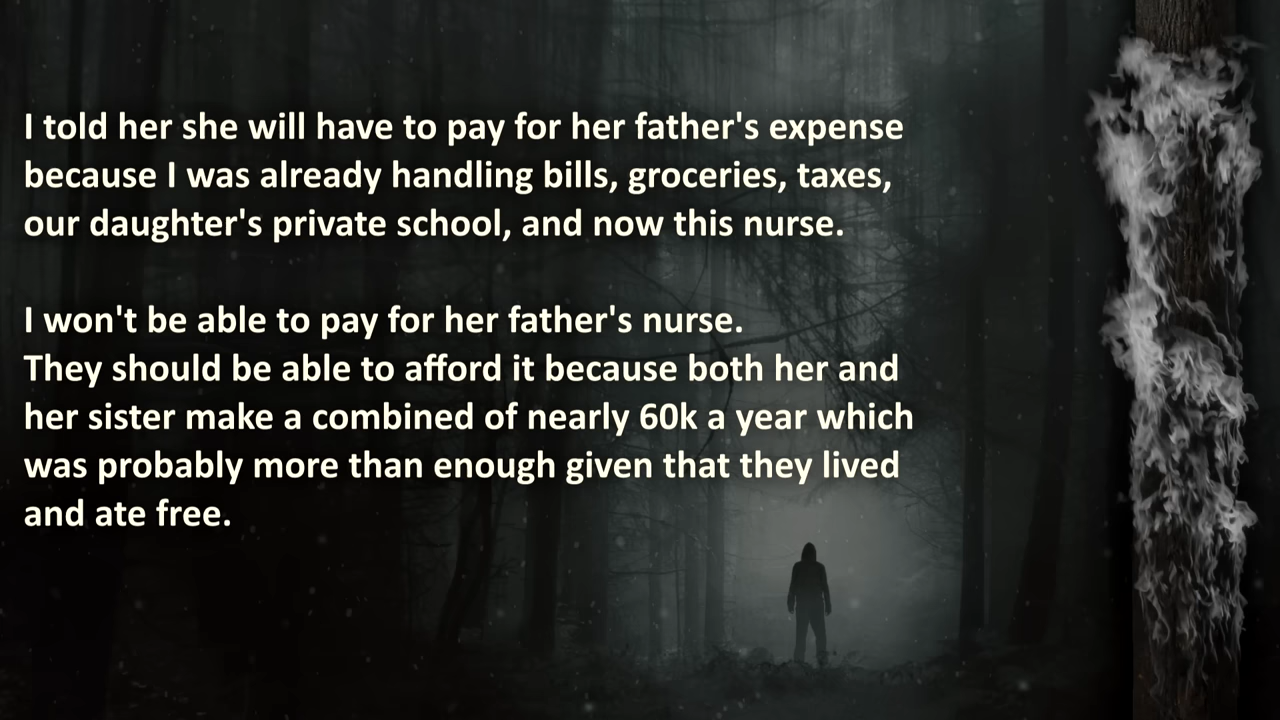 I told her she will have to pay for her father's expense
because I was already handling bills, groceries, taxes,
our daughter's private school, and now this nurse.
I won't be able to pay for her father's nurse.
They should be able to afford it because both her and
her sister make a combined of nearly 60k a year which
was probably more than enough given that they lived
and ate free.